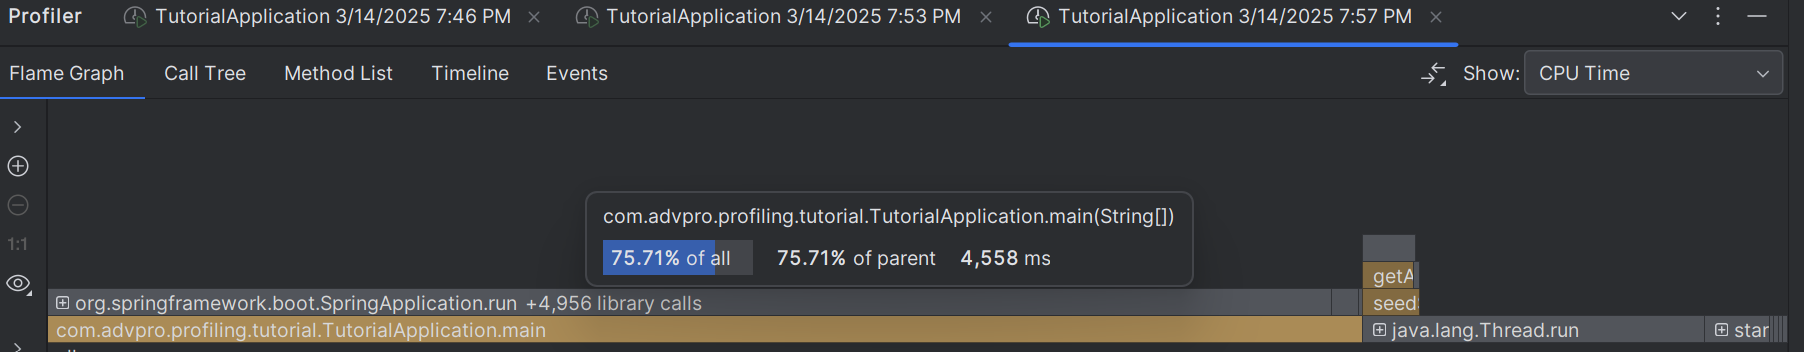 Profiler TutorialApplication 3/14/2025 7:46 PM TutorialApplication 3/14/2025 7:53 PM TutorialApplication 3/14/2025 7:57 PM
Flame Graph Call Tree Method List Timeline Events Show: CPU Time
1:1
com.advpro.profiling.tutorial.TutorialApplication.main(String[])
75.71% of all 75.71% of parent 4,558 ms
getA
org.springframework.boot.SpringApplication.run +4,956 library calls seed
com.advpro.profiling.tutorial.TutorialApplication.main java.lang.Thread.run star